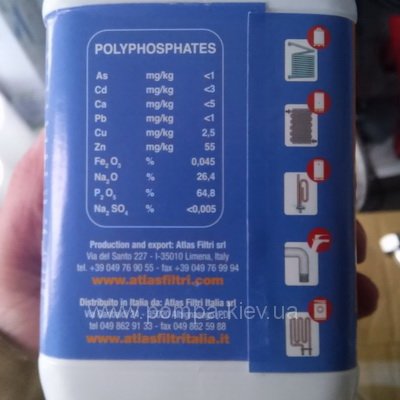 POLYPHOSPHATES
As mg/kg <1
Cd mg/kg <3
Ca mg/kg <5
Pb mg/kg <1
Cu mg/kg 2,5
Zn mg/kg 55
Fe₂O₃ % 0,045
Na₂O % 26,4
P₂O₅ % 64,8
Na₂SO₄ % <0,005
Production and export: Atlas Filtri srl
Via del Santo 227 - I-35010 Limena, Italy
tel. +39 049 76 90 55 - fax +39 049 76 99 94
www.atlasfiltri.com
Distribuito in Italia da: Atlas Filtri Italia srl
www.pompa.kiev.ua
tel 049 862 91 33 - fax 049 862 59 88
www.atlasfiltriitalia.it